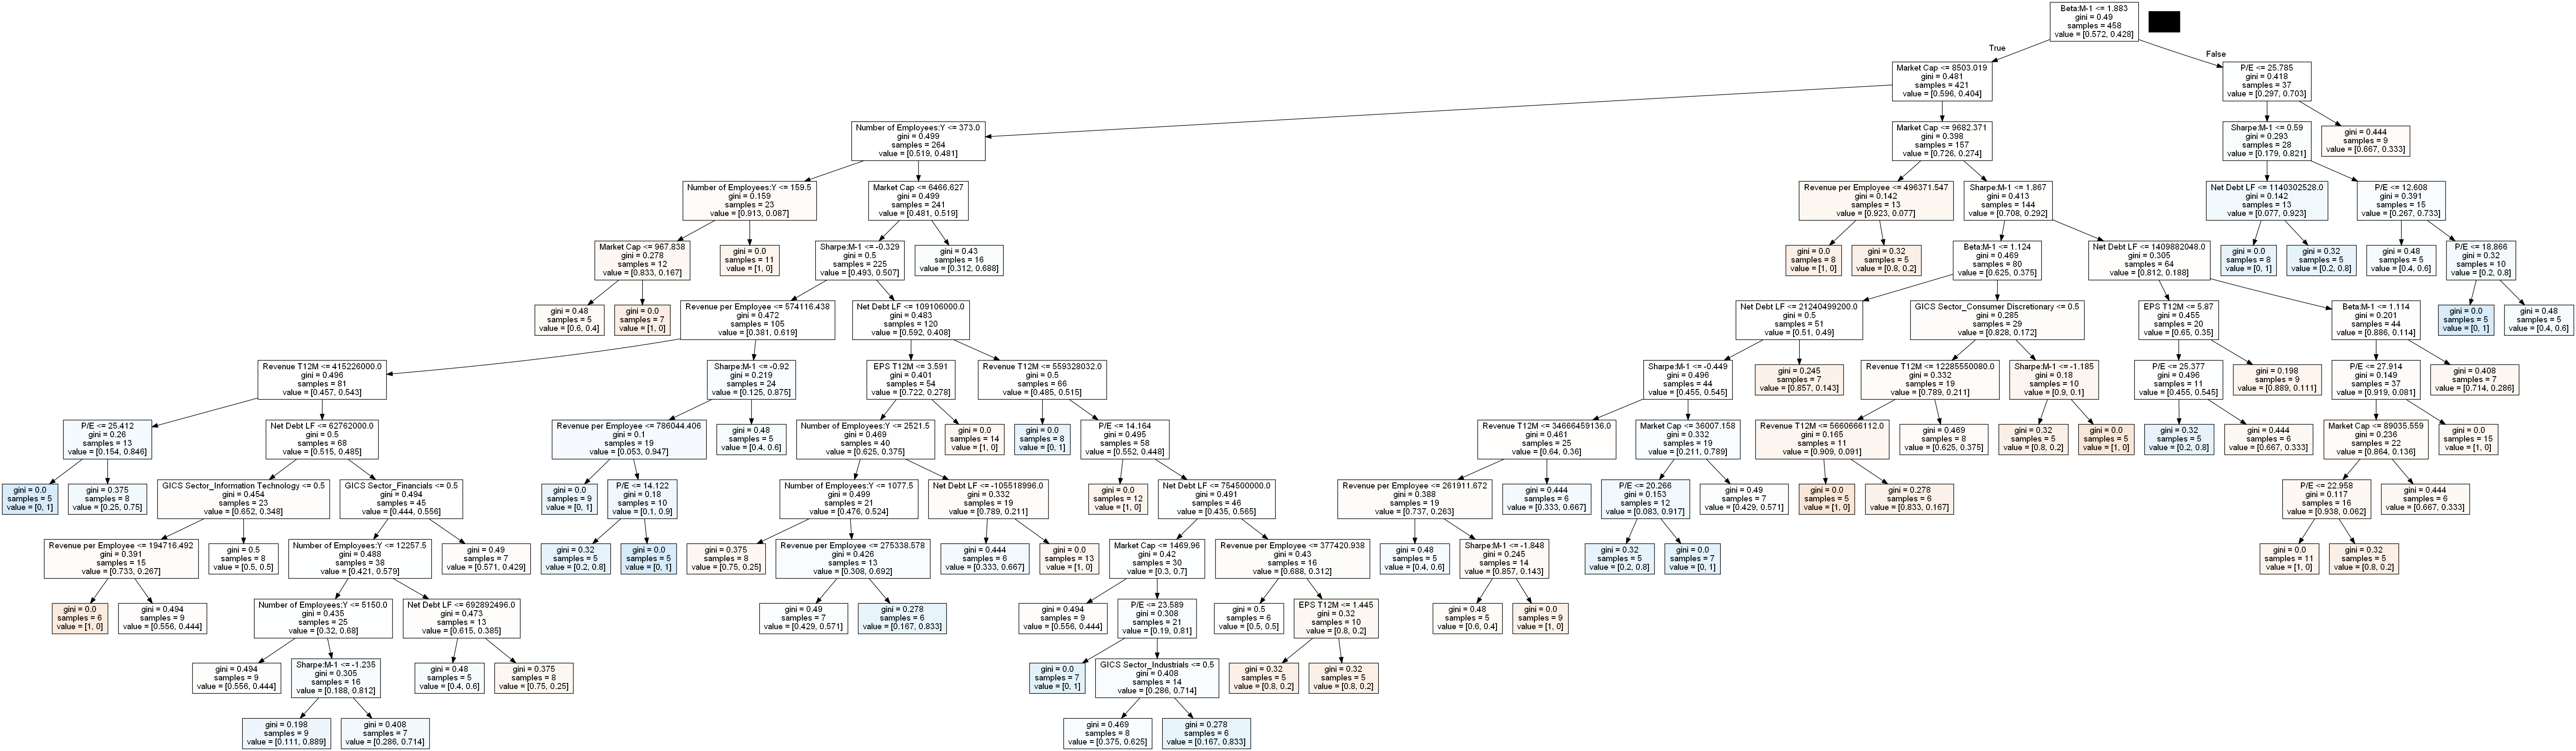 Beta:M-1 <= 1.883
gini = 0.49
samples = 458
value = [0.572, 0.428]
True
False
Market Cap <= 8503.019
gini = 0.481
samples = 421
value = [0.596, 0.404]
P/E <= 25.785
gini = 0.418
samples = 37
value = [0.297, 0.703]
Number of Employees:Y <= 373.0
gini = 0.499
samples = 264
value = [0.519, 0.481]
Market Cap <= 9682.371
gini = 0.398
samples = 157
value = [0.726, 0.274]
Sharpe:M-1 <= 0.59
gini = 0.293
samples = 28
value = [0.179, 0.821]
gini = 0.444
samples = 9
value = [0.667, 0.333]
Number of Employees:Y <= 159.5
gini = 0.159
samples = 23
value = [0.913, 0.087]
Market Cap <= 6466.627
gini = 0.499
samples = 241
value = [0.481, 0.519]
Revenue per Employee <= 496371.547
gini = 0.142
samples = 13
value = [0.923, 0.077]
Sharpe:M-1 <= 1.867
gini = 0.413
samples = 144
value = [0.708, 0.292]
Net Debt LF <= 1140302528.0
gini = 0.142
samples = 13
value = [0.077, 0.923]
P/E <= 12.608
gini = 0.391
samples = 15
value = [0.267, 0.733]
Market Cap <= 967.838
gini = 0.278
samples = 12
value = [0.833, 0.167]
gini = 0.0
samples = 11
value = [1, 0]
Sharpe:M-1 <= -0.329
gini = 0.5
samples = 225
value = [0.493, 0.507]
gini = 0.43
samples = 16
value = [0.312, 0.688]
gini = 0.0
samples = 8
value = [1, 0]
gini = 0.32
samples = 5
value = [0.8, 0.2]
Beta:M-1 <= 1.124
gini = 0.469
samples = 80
value = [0.625, 0.375]
Net Debt LF <= 1409882048.0
gini = 0.305
samples = 64
value = [0.812, 0.188]
gini = 0.0
samples = 8
value = [0, 1]
gini = 0.32
samples = 5
value = [0.2, 0.8]
gini = 0.48
samples = 5
value = [0.4, 0.6]
P/E <= 18.866
gini = 0.32
samples = 10
value = [0.2, 0.8]
gini = 0.48
samples = 5
value = [0.6, 0.4]
gini = 0.0
samples = 7
value = [1, 0]
Revenue per Employee <= 574116.438
gini = 0.472
samples = 105
value = [0.381, 0.619]
Net Debt LF <= 109106000.0
gini = 0.483
samples = 120
value = [0.592, 0.408]
Net Debt LF <= 21240499200.0
gini = 0.5
samples = 51
value = [0.51, 0.49]
GICS Sector_Consumer Discretionary <= 0.5
gini = 0.285
samples = 29
value = [0.828, 0.172]
EPS T12M <= 5.87
gini = 0.455
samples = 20
value = [0.65, 0.35]
Beta:M-1 <= 1.114
gini = 0.201
samples = 44
value = [0.886, 0.114]
gini = 0.0
samples = 5
value = [0, 1]
gini = 0.48
samples = 5
value = [0.4, 0.6]
Revenue T12M <= 415226000.0
gini = 0.496
samples = 81
value = [0.457, 0.543]
Sharpe:M-1 <= -0.92
gini = 0.219
samples = 24
value = [0.125, 0.875]
EPS T12M <= 3.591
gini = 0.401
samples = 54
value = [0.722, 0.278]
Revenue T12M <= 559328032.0
gini = 0.5
samples = 66
value = [0.485, 0.515]
Sharpe:M-1 <= -0.449
gini = 0.496
samples = 44
value = [0.455, 0.545]
gini = 0.245
samples = 7
value = [0.857, 0.143]
Revenue T12M <= 12285550080.0
gini = 0.332
samples = 19
value = [0.789, 0.211]
Sharpe:M-1 <= -1.185
gini = 0.18
samples = 10
value = [0.9, 0.1]
P/E <= 25.377
gini = 0.496
samples = 11
value = [0.455, 0.545]
gini = 0.198
samples = 9
value = [0.889, 0.111]
P/E <= 27.914
gini = 0.149
samples = 37
value = [0.919, 0.081]
gini = 0.408
samples = 7
value = [0.714, 0.286]
P/E <= 25.412
gini = 0.26
samples = 13
value = [0.154, 0.846]
Net Debt LF <= 62762000.0
gini = 0.5
samples = 68
value = [0.515, 0.485]
Revenue per Employee <= 786044.406
gini = 0.1
samples = 19
value = [0.053, 0.947]
gini = 0.48
samples = 5
value = [0.4, 0.6]
Number of Employees:Y <= 2521.5
gini = 0.469
samples = 40
value = [0.625, 0.375]
gini = 0.0
samples = 14
value = [1, 0]
gini = 0.0
samples = 8
value = [0, 1]
P/E <= 14.164
gini = 0.495
samples = 58
value = [0.552, 0.448]
Revenue T12M <= 34666459136.0
gini = 0.461
samples = 25
value = [0.64, 0.36]
Market Cap <= 36007.158
gini = 0.332
samples = 19
value = [0.211, 0.789]
Revenue T12M <= 5660666112.0
gini = 0.165
samples = 11
value = [0.909, 0.091]
gini = 0.469
samples = 8
value = [0.625, 0.375]
gini = 0.32
samples = 5
value = [0.8, 0.2]
gini = 0.0
samples = 5
value = [1, 0]
gini = 0.32
samples = 5
value = [0.2, 0.8]
gini = 0.444
samples = 6
value = [0.667, 0.333]
Market Cap <= 89035.559
gini = 0.236
samples = 22
value = [0.864, 0.136]
gini = 0.0
samples = 15
value = [1, 0]
gini = 0.0
samples = 5
value = [0, 1]
gini = 0.375
samples = 8
value = [0.25, 0.75]
GICS Sector_Information Technology <= 0.5
gini = 0.454
samples = 23
value = [0.652, 0.348]
GICS Sector_Financials <= 0.5
gini = 0.494
samples = 45
value = [0.444, 0.556]
gini = 0.0
samples = 9
value = [0, 1]
P/E <= 14.122
gini = 0.18
samples = 10
value = [0.1, 0.9]
Number of Employees:Y <= 1077.5
gini = 0.499
samples = 21
value = [0.476, 0.524]
Net Debt LF <= -105518996.0
gini = 0.332
samples = 19
value = [0.789, 0.211]
gini = 0.0
samples = 12
value = [1, 0]
Net Debt LF <= 754500000.0
gini = 0.491
samples = 46
value = [0.435, 0.565]
Revenue per Employee <= 261911.672
gini = 0.388
samples = 19
value = [0.737, 0.263]
gini = 0.444
samples = 6
value = [0.333, 0.667]
P/E <= 20.266
gini = 0.153
samples = 12
value = [0.083, 0.917]
gini = 0.49
samples = 7
value = [0.429, 0.571]
gini = 0.0
samples = 5
value = [1, 0]
gini = 0.278
samples = 6
value = [0.833, 0.167]
P/E <= 22.958
gini = 0.117
samples = 16
value = [0.938, 0.062]
gini = 0.444
samples = 6
value = [0.667, 0.333]
Revenue per Employee <= 194716.492
gini = 0.391
samples = 15
value = [0.733, 0.267]
gini = 0.5
samples = 8
value = [0.5, 0.5]
Number of Employees:Y <= 12257.5
gini = 0.488
samples = 38
value = [0.421, 0.579]
gini = 0.49
samples = 7
value = [0.571, 0.429]
gini = 0.32
samples = 5
value = [0.2, 0.8]
gini = 0.0
samples = 5
value = [0, 1]
gini = 0.375
samples = 8
value = [0.75, 0.25]
Revenue per Employee <= 275338.578
gini = 0.426
samples = 13
value = [0.308, 0.692]
gini = 0.444
samples = 6
value = [0.333, 0.667]
gini = 0.0
samples = 13
value = [1, 0]
Market Cap <= 1469.96
gini = 0.42
samples = 30
value = [0.3, 0.7]
Revenue per Employee <= 377420.938
gini = 0.43
samples = 16
value = [0.688, 0.312]
gini = 0.48
samples = 5
value = [0.4, 0.6]
Sharpe:M-1 <= -1.848
gini = 0.245
samples = 14
value = [0.857, 0.143]
gini = 0.32
samples = 5
value = [0.2, 0.8]
gini = 0.0
samples = 7
value = [0, 1]
gini = 0.0
samples = 11
value = [1, 0]
gini = 0.32
samples = 5
value = [0.8, 0.2]
gini = 0.0
samples = 6
value = [1, 0]
gini = 0.494
samples = 9
value = [0.556, 0.444]
Number of Employees:Y <= 5150.0
gini = 0.435
samples = 25
value = [0.32, 0.68]
Net Debt LF <= 692892496.0
gini = 0.473
samples = 13
value = [0.615, 0.385]
gini = 0.49
samples = 7
value = [0.429, 0.571]
gini = 0.278
samples = 6
value = [0.167, 0.833]
gini = 0.494
samples = 9
value = [0.556, 0.444]
P/E <= 23.589
gini = 0.308
samples = 21
value = [0.19, 0.81]
gini = 0.5
samples = 6
value = [0.5, 0.5]
EPS T12M <= 1.445
gini = 0.32
samples = 10
value = [0.8, 0.2]
gini = 0.48
samples = 5
value = [0.6, 0.4]
gini = 0.0
samples = 9
value = [1, 0]
gini = 0.494
samples = 9
value = [0.556, 0.444]
Sharpe:M-1 <= -1.235
gini = 0.305
samples = 16
value = [0.188, 0.812]
gini = 0.48
samples = 5
value = [0.4, 0.6]
gini = 0.375
samples = 8
value = [0.75, 0.25]
gini = 0.0
samples = 7
value = [0, 1]
GICS Sector_Industrials <= 0.5
gini = 0.408
samples = 14
value = [0.286, 0.714]
gini = 0.32
samples = 5
value = [0.8, 0.2]
gini = 0.32
samples = 5
value = [0.8, 0.2]
gini = 0.198
samples = 9
value = [0.111, 0.889]
gini = 0.408
samples = 7
value = [0.286, 0.714]
gini = 0.469
samples = 8
value = [0.375, 0.625]
gini = 0.278
samples = 6
value = [0.167, 0.833]